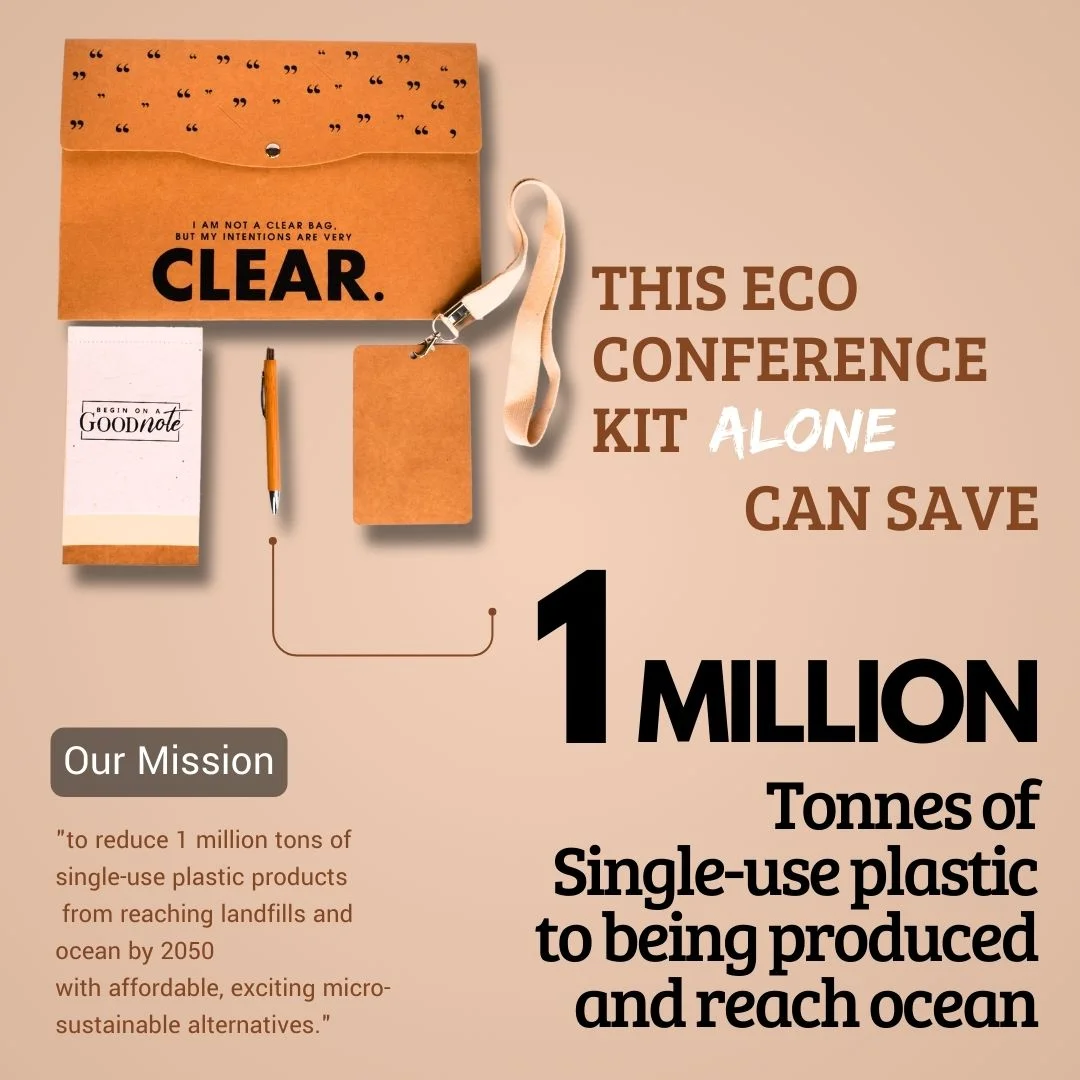 I AM NOT A CLEAR BAG,
BUT MY INTENTIONS ARE VERY
CLEAR.
BEGIN ON A
GOODnote
THIS ECO
CONFERENCE
KIT ALONE
CAN SAVE
1 MILLION
Tonnes of
Single-use plastic
to being produced
and reach ocean
Our Mission
"to reduce 1 million tons of
single-use plastic products
from reaching landfills and
ocean by 2050
with affordable, exciting micro-
sustainable alternatives."